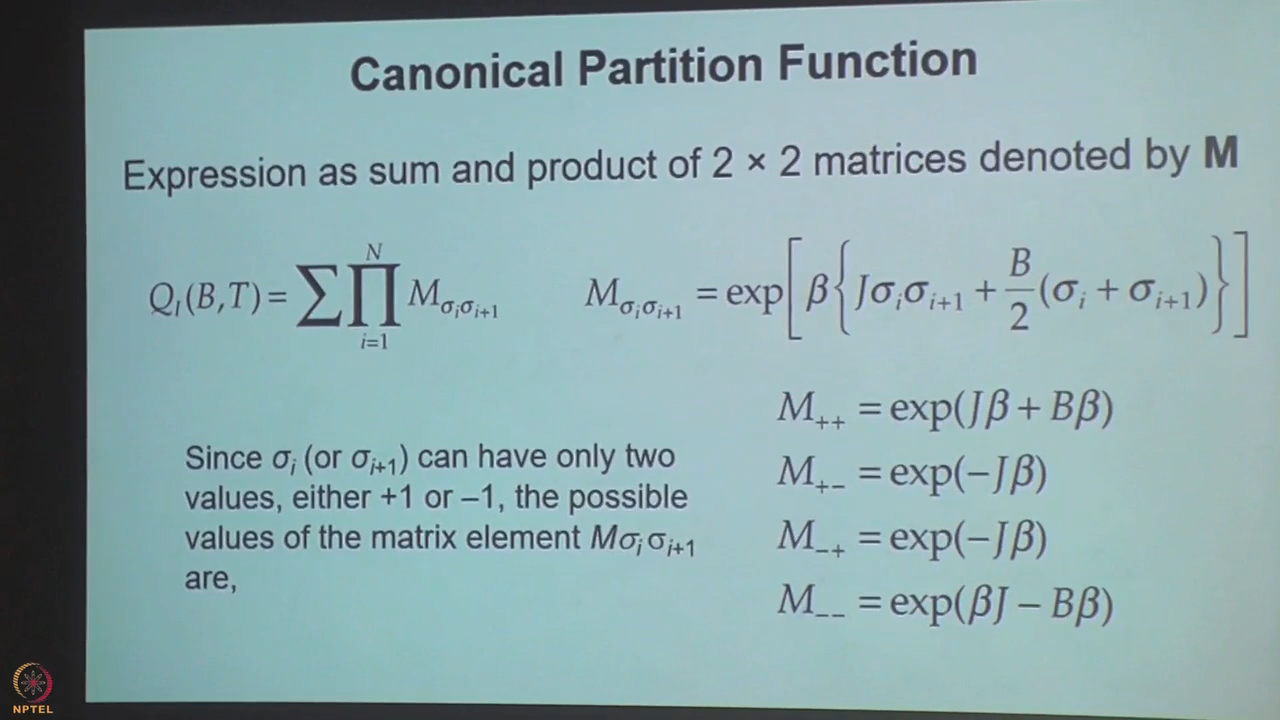 Canonical Partition Function
Expression as sum and product of 2 × 2 matrices denoted by M
Q_I(B,T) = ∑ ∏_{i=1}^{N} M_{σ_iσ_{i+1}}
M_{σ_iσ_{i+1}} = exp[β{Jσ_iσ_{i+1} + B/2 (σ_i + σ_{i+1})}]
Since σ_i (or σ_{i+1}) can have only two
values, either +1 or –1, the possible
values of the matrix element Mσ_i σ_{i+1}
are,
M_{++} = exp(Jβ + Bβ)
M_{+–} = exp(–Jβ)
M_{–+} = exp(–Jβ)
M_{––} = exp(βJ – Bβ)
NPTEL